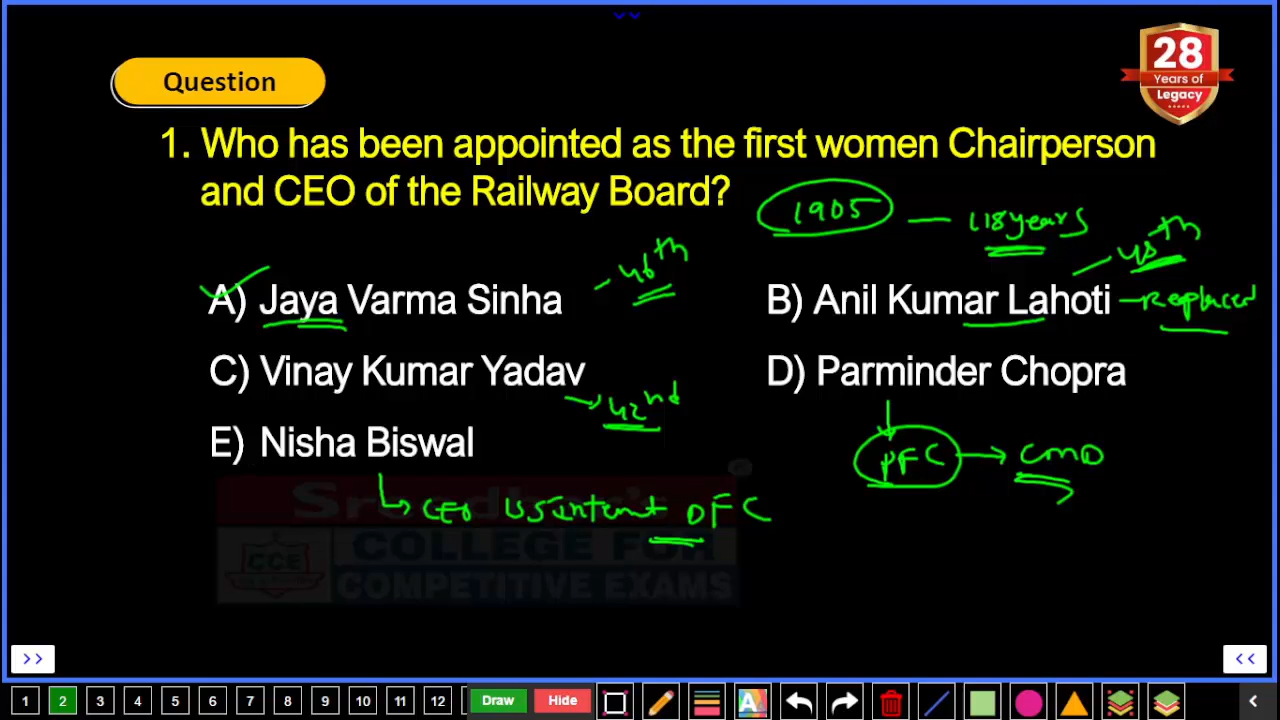 28
Years of
Legacy
Question
1. Who has been appointed as the first women Chairperson
and CEO of the Railway Board?
1905 — 118 years
A) Jaya Varma Sinha - 46th
B) Anil Kumar Lahoti - Replaced
C) Vinay Kumar Yadav
42nd
D) Parminder Chopra
PFC → CMD
E) Nisha Biswal
CEO DFC
COLLEGE FOR
CCE
COMPETITIVE EXAMS
>>
<<
1 2 3 4 5 6 7 8 9 10 11 12 Draw Hide A <